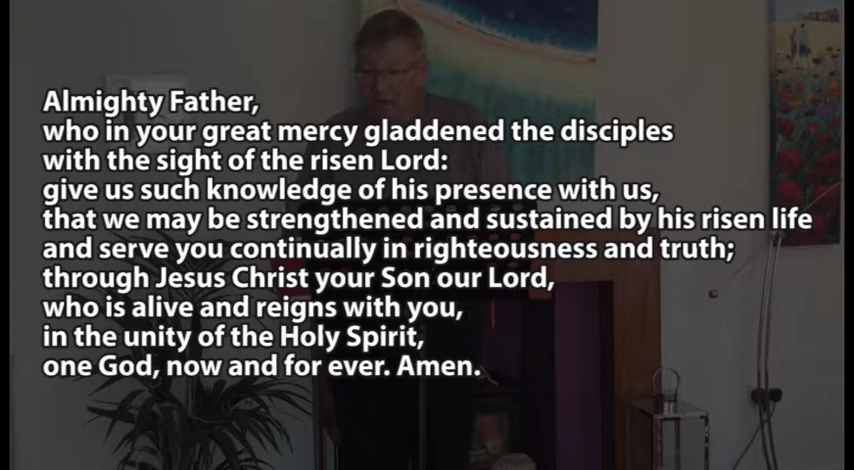 Almighty Father,
who in your great mercy gladdened the disciples
with the sight of the risen Lord:
give us such knowledge of his presence with us,
that we may be strengthened and sustained by his risen life
and serve you continually in righteousness and truth;
through Jesus Christ your Son our Lord,
who is alive and reigns with you,
in the unity of the Holy Spirit,
one God, now and for ever. Amen.